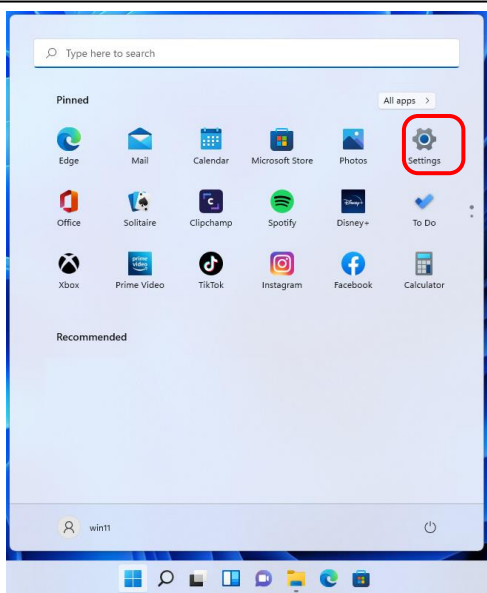 Type here to search
Pinned
All apps >
Edge Mail Calendar Microsoft Store Photos Settings
Office Solitaire Clipchamp Spotify Disney+ To Do
Xbox Prime Video TikTok Instagram Facebook Calculator
Recommended
win11